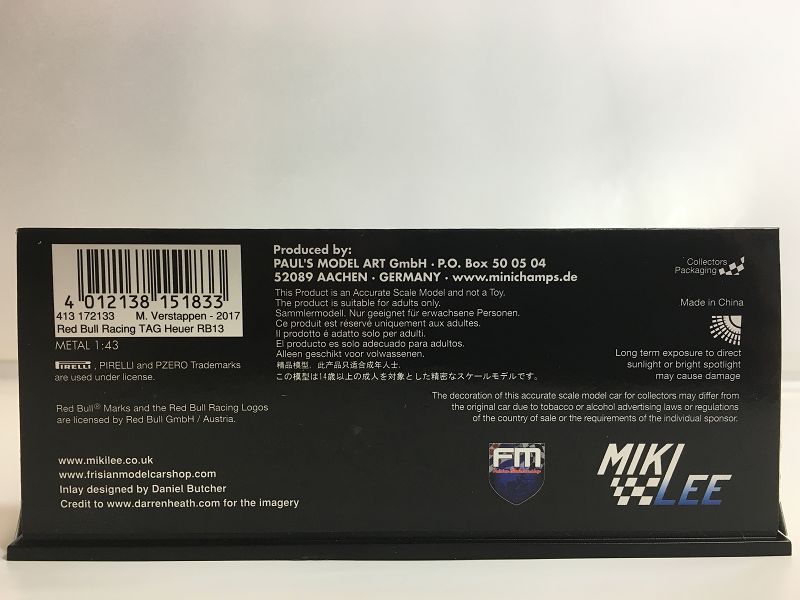 4 012138 151833
413 172133 M. Verstappen - 2017
Red Bull Racing TAG Heuer RB13
METAL 1:43
PIRELLI, PIRELLI and PZERO Trademarks
are used under license.
Red Bull® Marks and the Red Bull Racing Logos
are licensed by Red Bull GmbH / Austria.
www.mikilee.co.uk
www.frisianmodelcarshop.com
Inlay designed by Daniel Butcher
Credit to www.darrenheath.com for the imagery
Produced by:
PAUL'S MODEL ART GmbH · P.O. Box 50 05 04
52089 AACHEN · GERMANY · www.minichamps.de
This Product is an Accurate Scale Model and not a Toy.
The product is suitable for adults only.
Sammlermodell. Nur geeignet für erwachsene Personen.
Ce produit est réservé uniquement aux adultes.
Il prodotto é adatto solo per adulti.
El producto es solo adecuado para adultos.
Alleen geschikt voor volwassenen.
精品模型, 此产品只适合成年人士.
この模型は14歳以上の成人を対象とした精密なスケールモデルです。
Collectors
Packaging
Made in China
Long term exposure to direct
sunlight or bright spotlight
may cause damage
The decoration of this accurate scale model car for collectors may differ from
the original car due to tobacco or alcohol advertising laws or regulations
of the country of sale or the requirements of the individual sponsor.
FM
MIKI
LEE